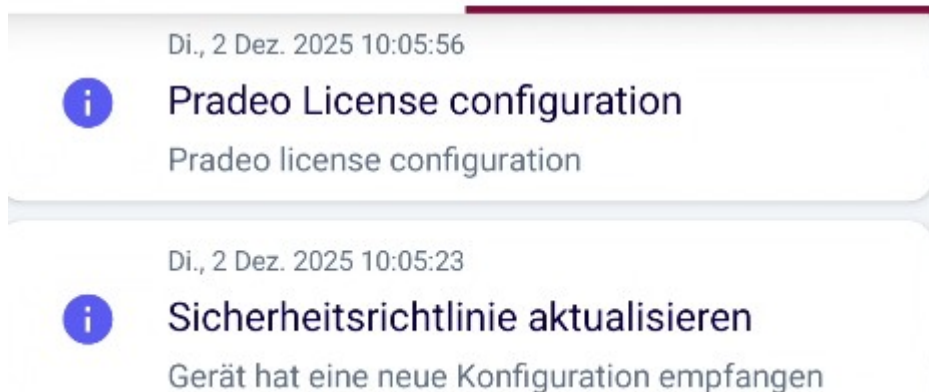 Di., 2 Dez. 2025 10:05:56
Pradeo License configuration
Pradeo license configuration
Di., 2 Dez. 2025 10:05:23
Sicherheitsrichtlinie aktualisieren
Gerät hat eine neue Konfiguration empfangen